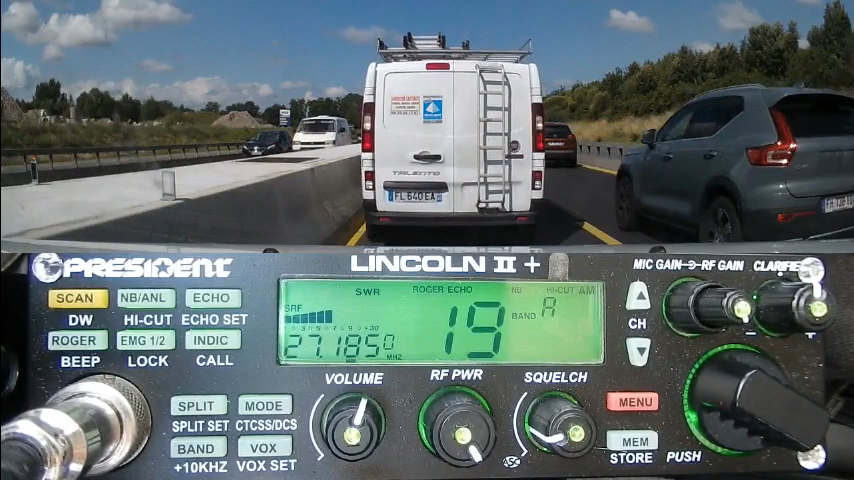 TALENTO
FL 640 EA
PRESIDENT
LINCOLN II +
MIC GAIN RF GAIN CLARIFIER
SCAN NB/ANL ECHO
DW HI-CUT ECHO SET
ROGER EMG 1/2 INDIC
BEEP LOCK CALL
SWR ROGER ECHO NB HI-CUT AM
SRF
19 BAND A
27.1850 MHZ
CH
VOLUME RF PWR SQUELCH
SPLIT MODE
SPLIT SET CTCSS/DCS
BAND VOX
+10KHZ VOX SET
ASC
MENU
MEM
STORE PUSH
- +